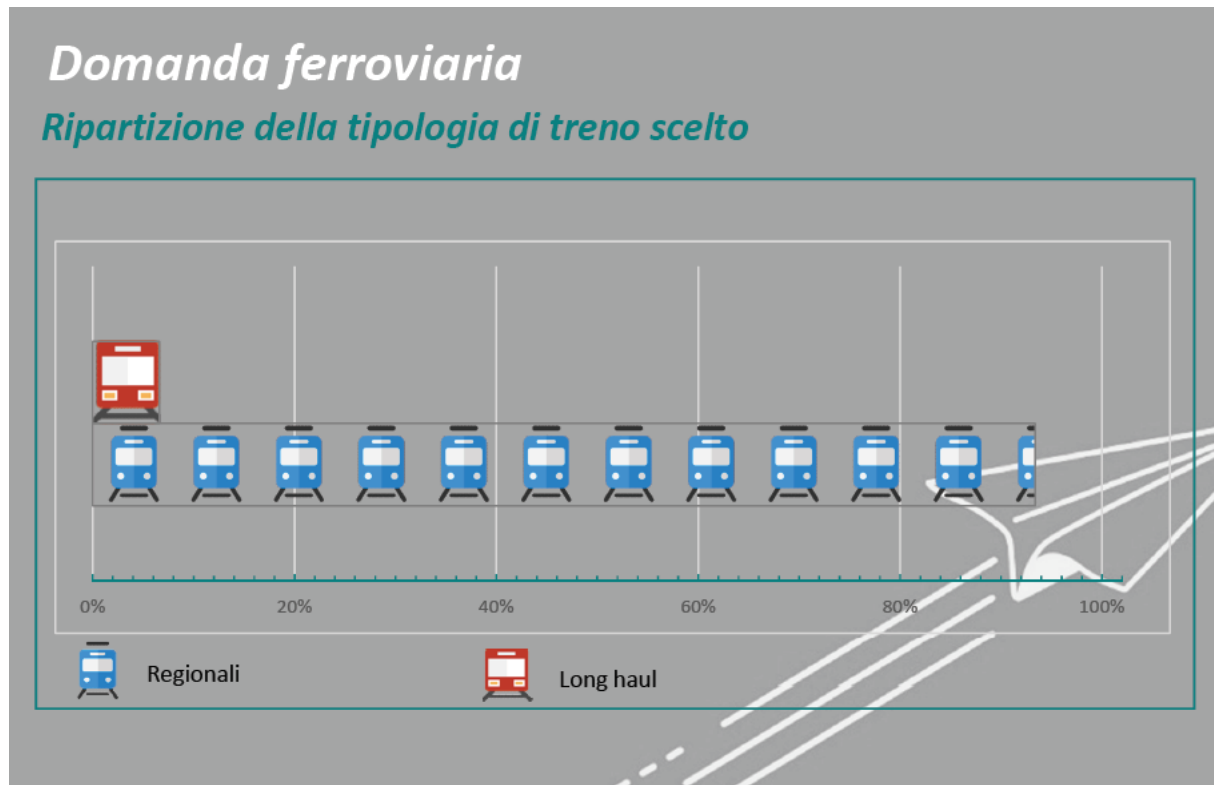 Domanda ferroviaria
Ripartizione della tipologia di treno scelto
0% 20% 40% 60% 80% 100%
Regionali Long haul